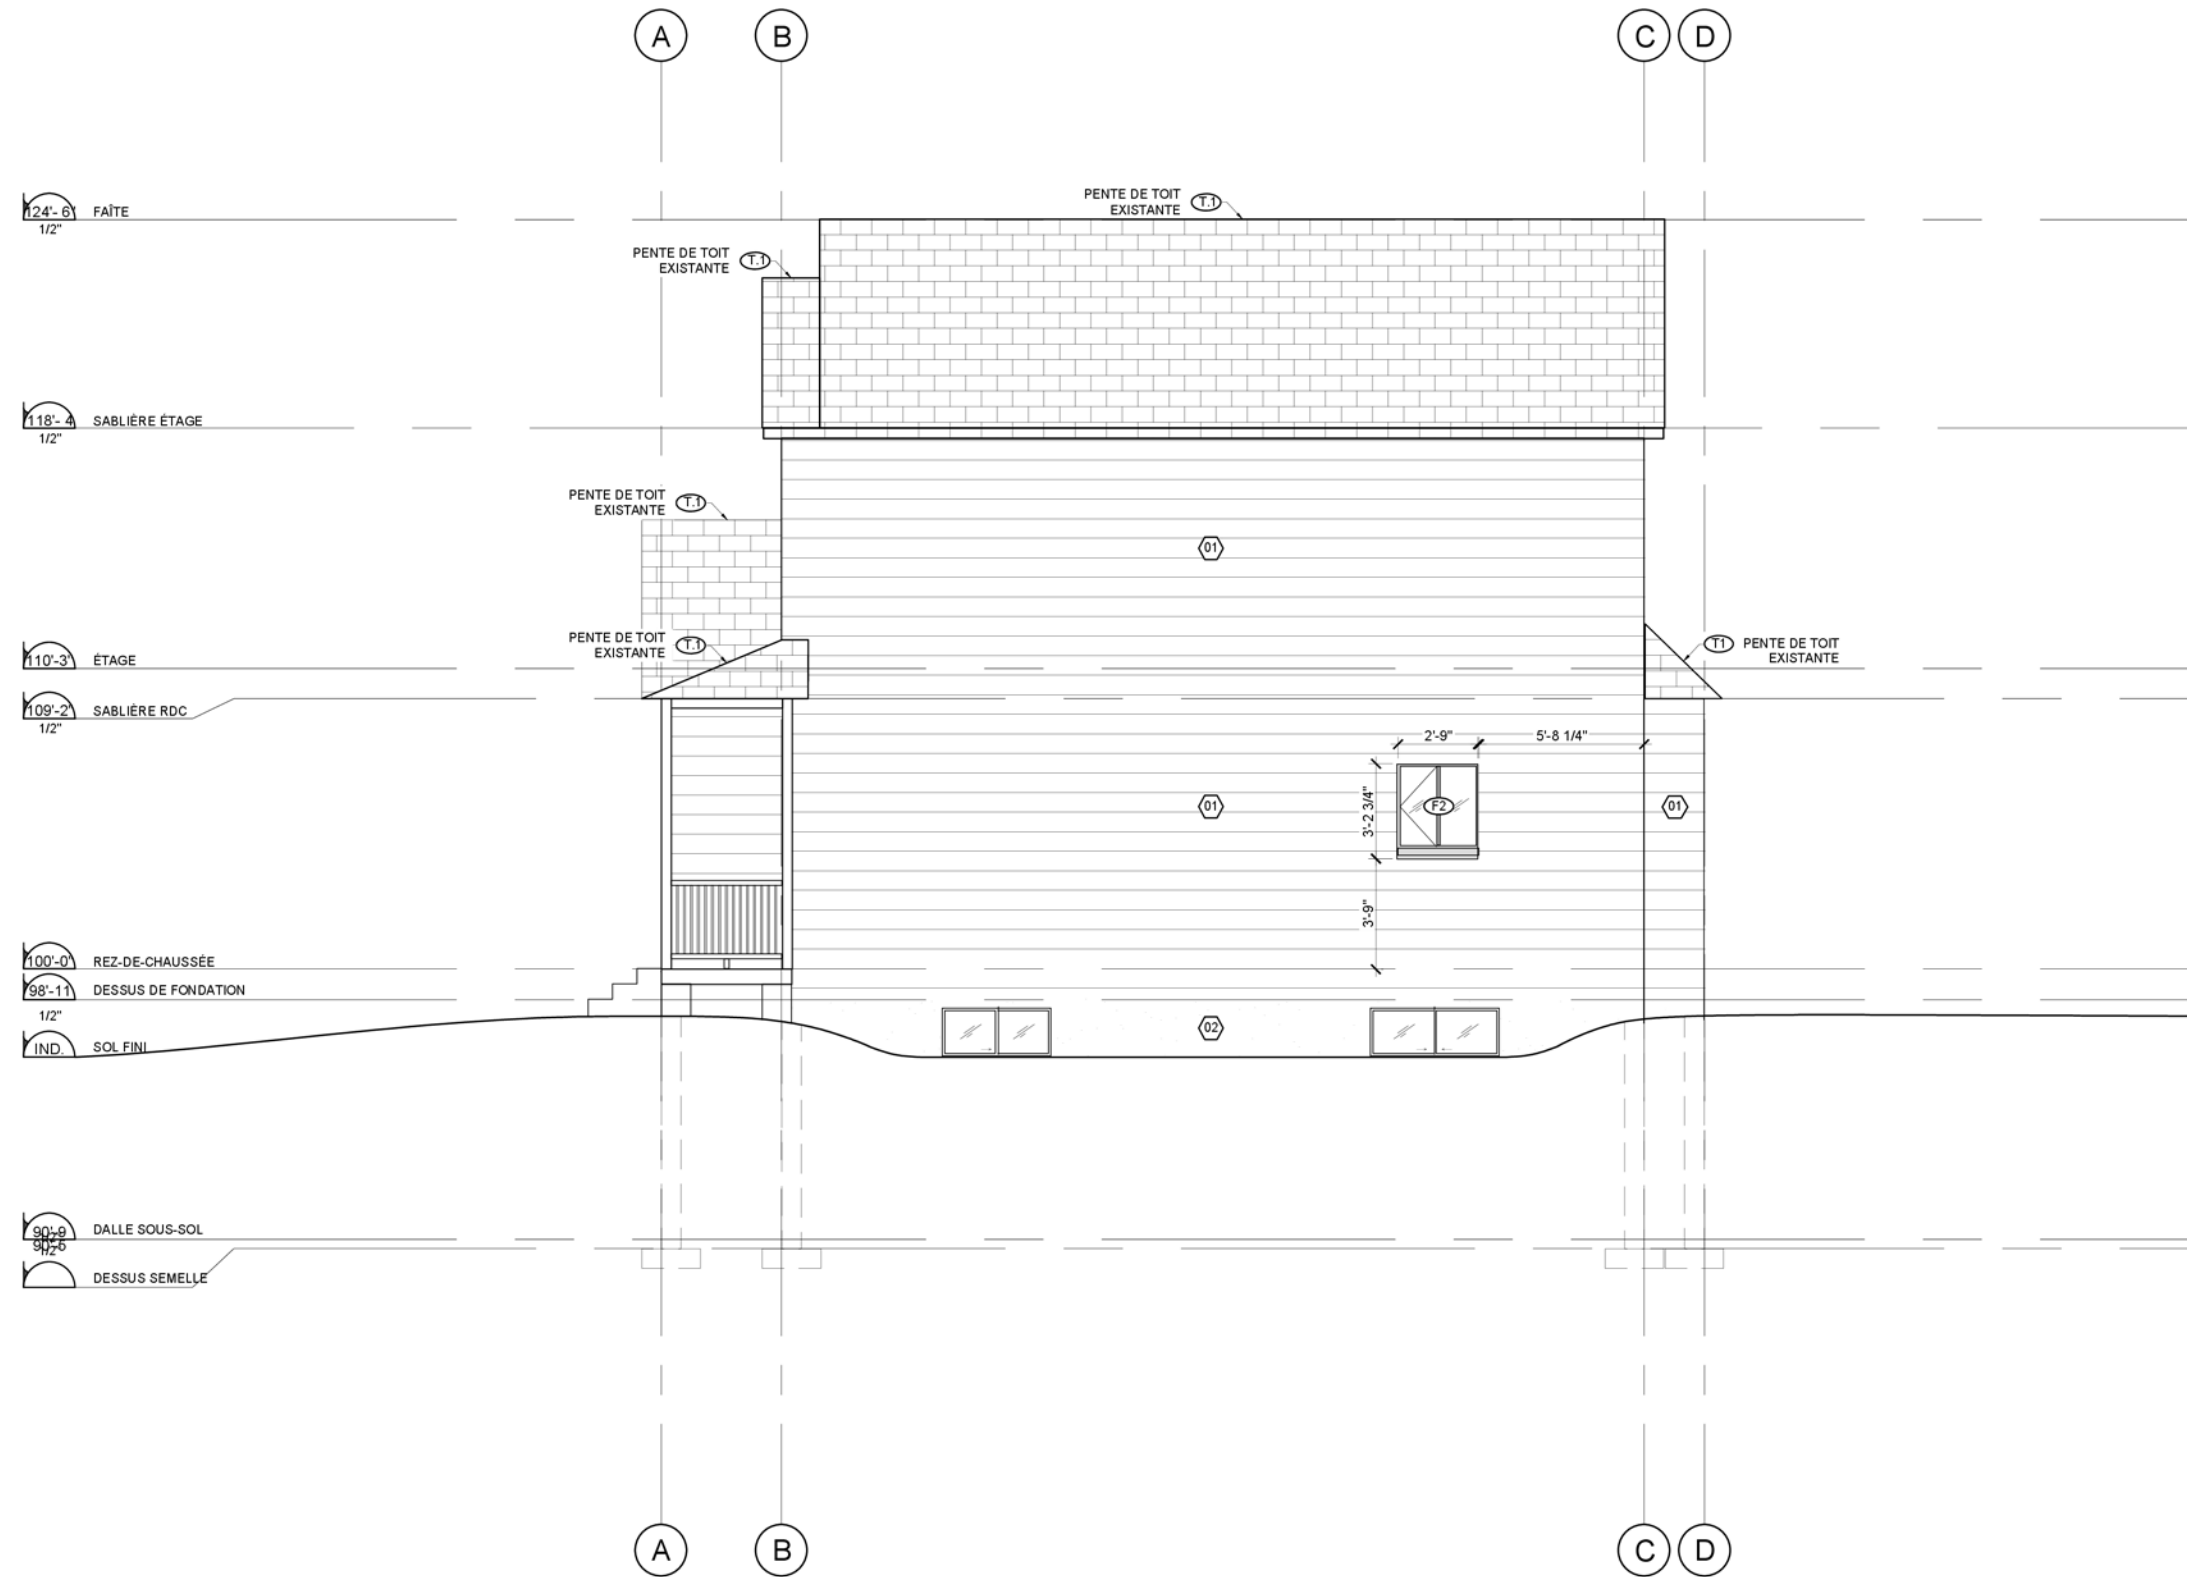 A B C D
PENTE DE TOIT
EXISTANTE T.1
124'- 6" FAÎTE
1/2"
PENTE DE TOIT
EXISTANTE T.1
118'- 4 SABLIÈRE ÉTAGE
1/2"
PENTE DE TOIT
EXISTANTE T.1
01
PENTE DE TOIT
EXISTANTE T.1
T1 PENTE DE TOIT
EXISTANTE
110'-3" ÉTAGE
109'-2" SABLIÈRE RDC
1/2"
2'-9" 5'-8 1/4"
3'-2 3/4"
01 F2 01
3'-9"
100'-0" REZ-DE-CHAUSSÉE
98'-11 DESSUS DE FONDATION
1/2"
02
IND. SOL FINI
90'-9 DALLE SOUS-SOL
1/2"
DESSUS SEMELLE
A B C D